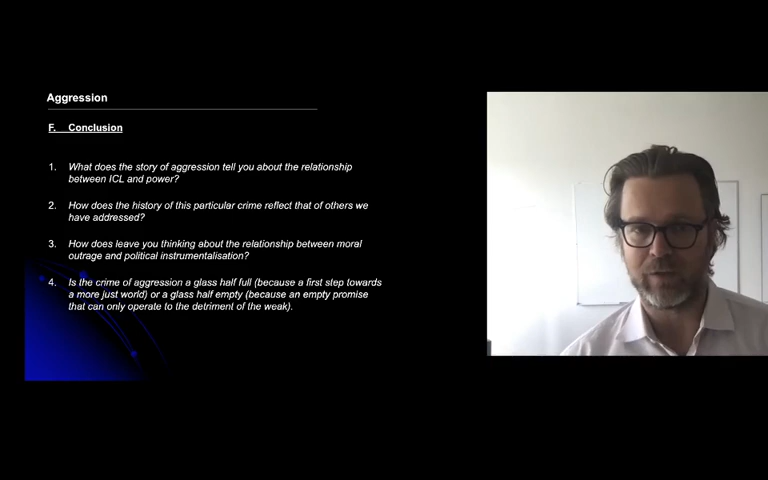 Aggression
F. Conclusion
1. What does the story of aggression tell you about the relationship
between ICL and power?
2. How does the history of this particular crime reflect that of others we
have addressed?
3. How does leave you thinking about the relationship between moral
outrage and political instrumentalisation?
4. Is the crime of aggression a glass half full (because a first step towards
a more just world) or a glass half empty (because an empty promise
that can only operate to the detriment of the weak).